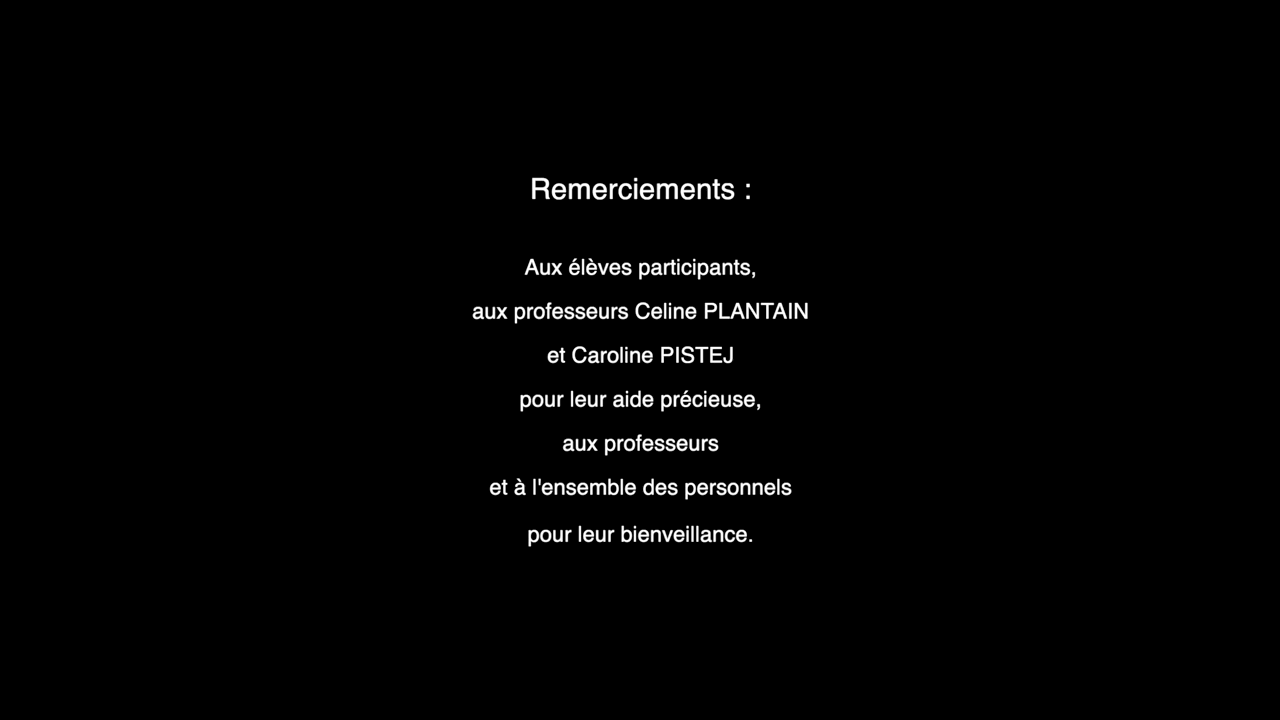 Remerciements :
Aux élèves participants,
aux professeurs Celine PLANTAIN
et Caroline PISTEJ
pour leur aide précieuse,
aux professeurs
et à l'ensemble des personnels
pour leur bienveillance.